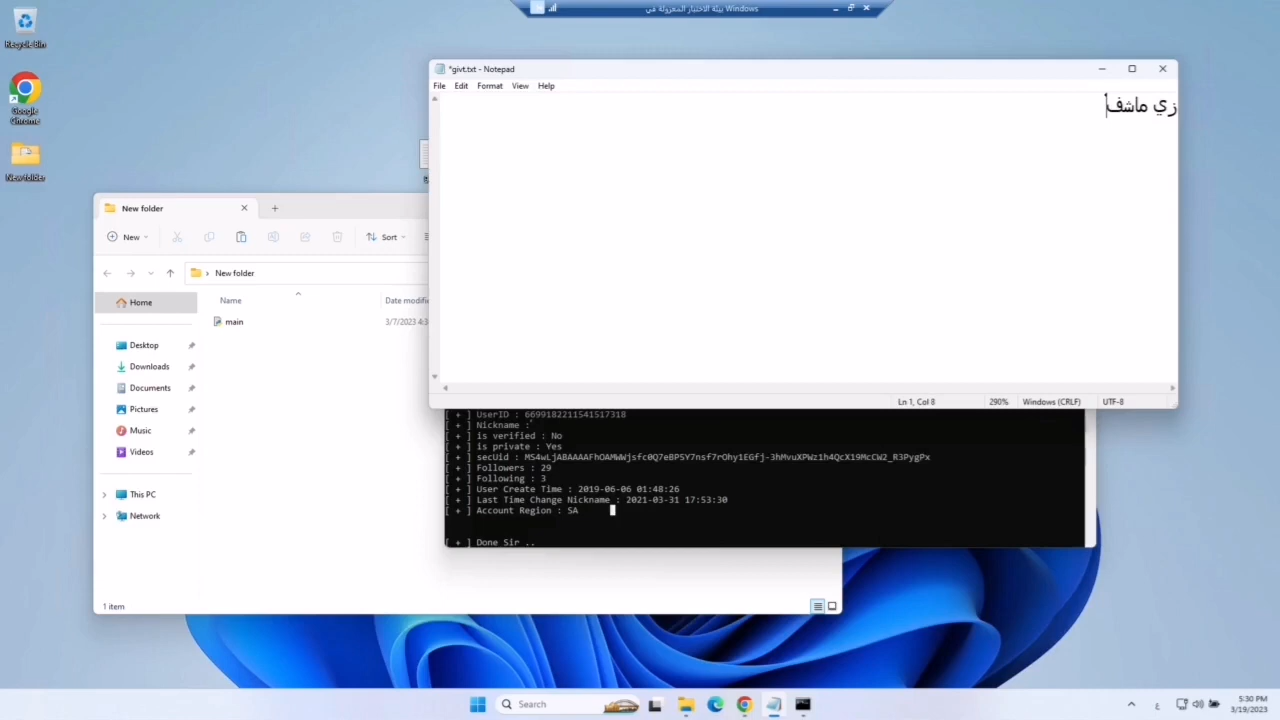 Recycle Bin
Google Chrome
New folder
بيئة الاختبار المعزولة في Windows
*givt.txt - Notepad
File Edit Format View Help
زي ماشف
Ln 1, Col 8 290% Windows (CRLF) UTF-8
New folder
New Sort
New folder
Name Date modifi
main 3/7/2023 4:3
Home
Desktop
Downloads
Documents
Pictures
Music
Videos
This PC
Network
1 item
[ + ] UserID : 6699182211541517318
[ + ] Nickname :
[ + ] is verified : No
[ + ] is private : Yes
[ + ] secUid : MS4wLjABAAAAFhOAMWWjsfc0Q7eBPSY7nsf7rOhy1EGfj-3hMvuXPWz1h4QcX19McCW2_R3PygPx
[ + ] Followers : 29
[ + ] Following : 3
[ + ] User Create Time : 2019-06-06 01:48:26
[ + ] Last Time Change Nickname : 2021-03-31 17:53:30
[ + ] Account Region : SA
[ + ] Done Sir ..
Search
ع
5:30 PM
3/19/2023